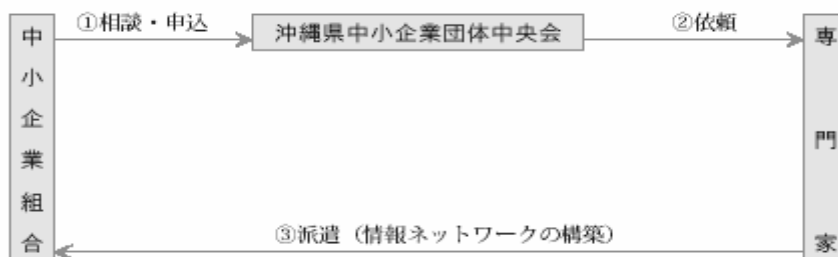 中小企業組合
①相談・申込
沖縄県中小企業団体中央会
②依頼
専門家
③派遣（情報ネットワークの構築）